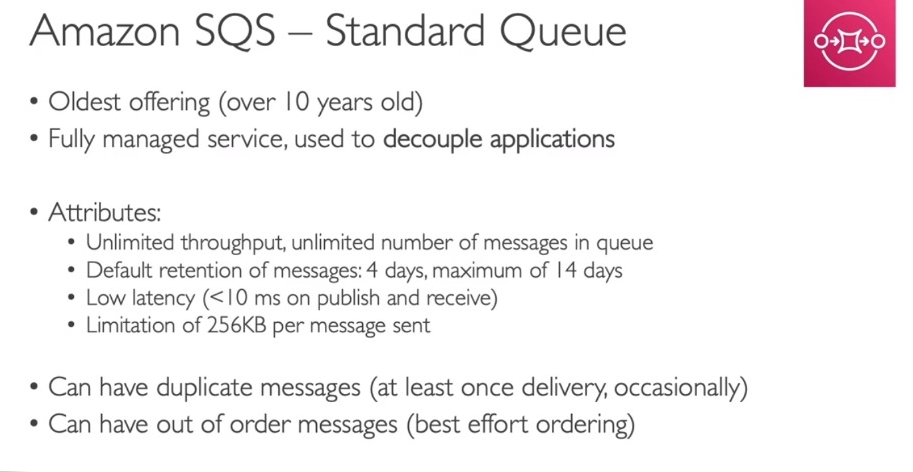 Amazon SQS – Standard Queue
• Oldest offering (over 10 years old)
• Fully managed service, used to decouple applications
• Attributes:
• Unlimited throughput, unlimited number of messages in queue
• Default retention of messages: 4 days, maximum of 14 days
• Low latency (<10 ms on publish and receive)
• Limitation of 256KB per message sent
• Can have duplicate messages (at least once delivery, occasionally)
• Can have out of order messages (best effort ordering)